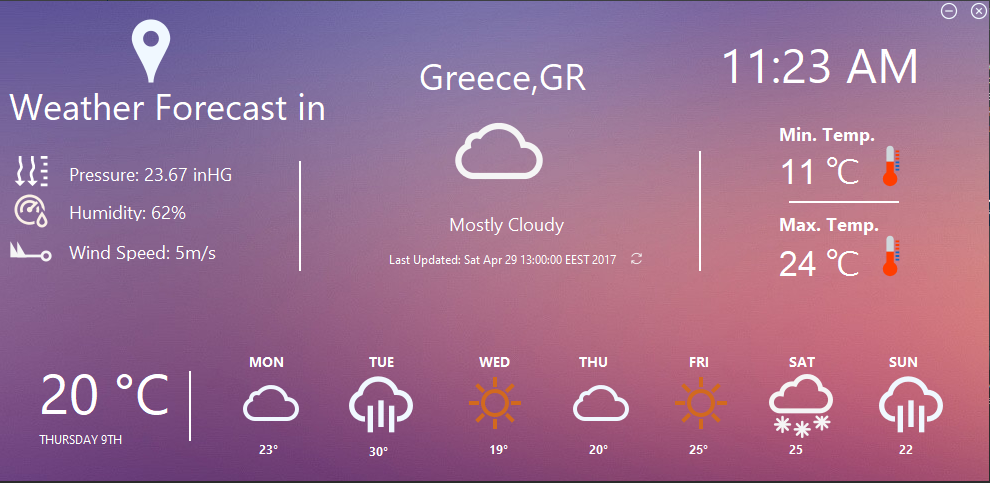 Weather Forecast in
Pressure: 23.67 inHG
Humidity: 62%
Wind Speed: 5m/s
Greece,GR
Mostly Cloudy
Last Updated: Sat Apr 29 13:00:00 EEST 2017
11:23 AM
Min. Temp.
11 °C
Max. Temp.
24 °C
20 °C
THURSDAY 9TH
MON TUE WED THU FRI SAT SUN
23° 30° 19° 20° 25° 25 22